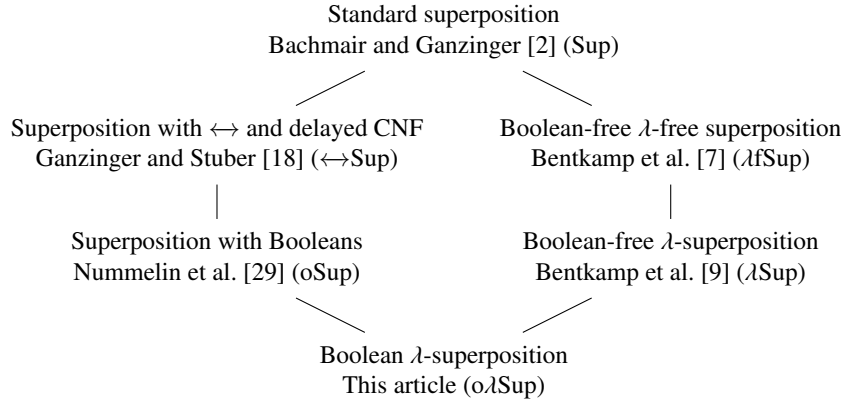 Standard superposition
Bachmair and Ganzinger [2] (Sup)
Superposition with ↔ and delayed CNF
Ganzinger and Stuber [18] (↔Sup)
Boolean-free λ-free superposition
Bentkamp et al. [7] (λfSup)
Superposition with Booleans
Nummelin et al. [29] (oSup)
Boolean-free λ-superposition
Bentkamp et al. [9] (λSup)
Boolean λ-superposition
This article (oλSup)